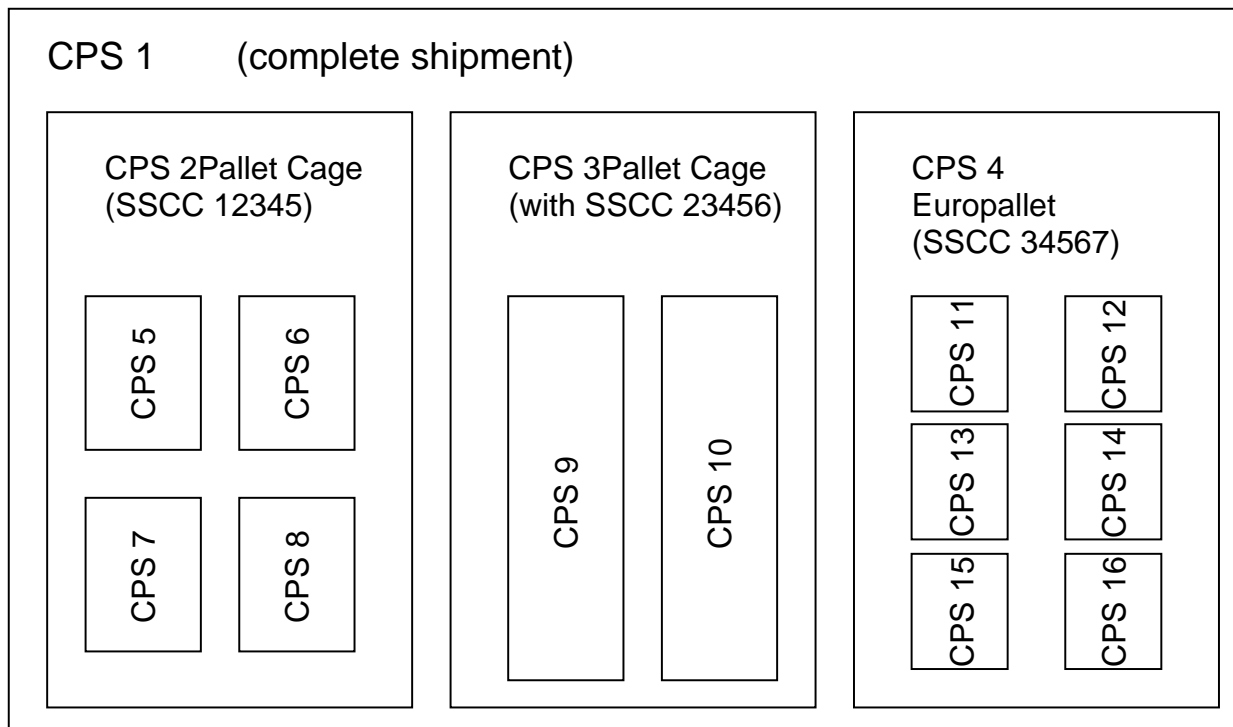 CPS 1 (complete shipment)
CPS 2Pallet Cage
(SSCC 12345)
CPS 5
CPS 6
CPS 7
CPS 8
CPS 3Pallet Cage
(with SSCC 23456)
CPS 9
CPS 10
CPS 4
Europallet
(SSCC 34567)
CPS 11
CPS 12
CPS 13
CPS 14
CPS 15
CPS 16